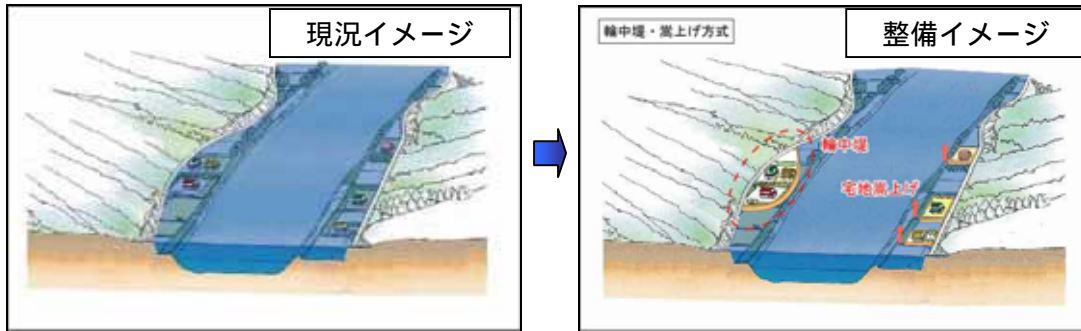 現況イメージ
輪中堤・嵩上げ方式
整備イメージ
輪中堤
宅地嵩上げ